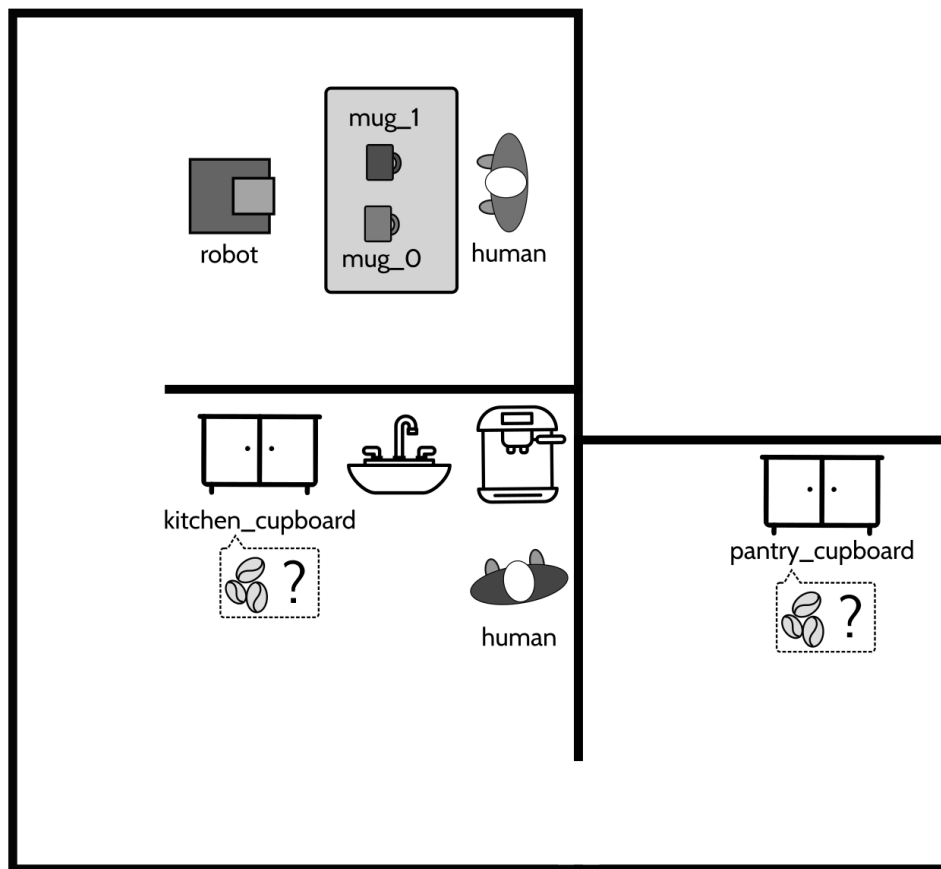 mug_1
mug_0
robot
human
kitchen_cupboard
?
human
pantry_cupboard
?